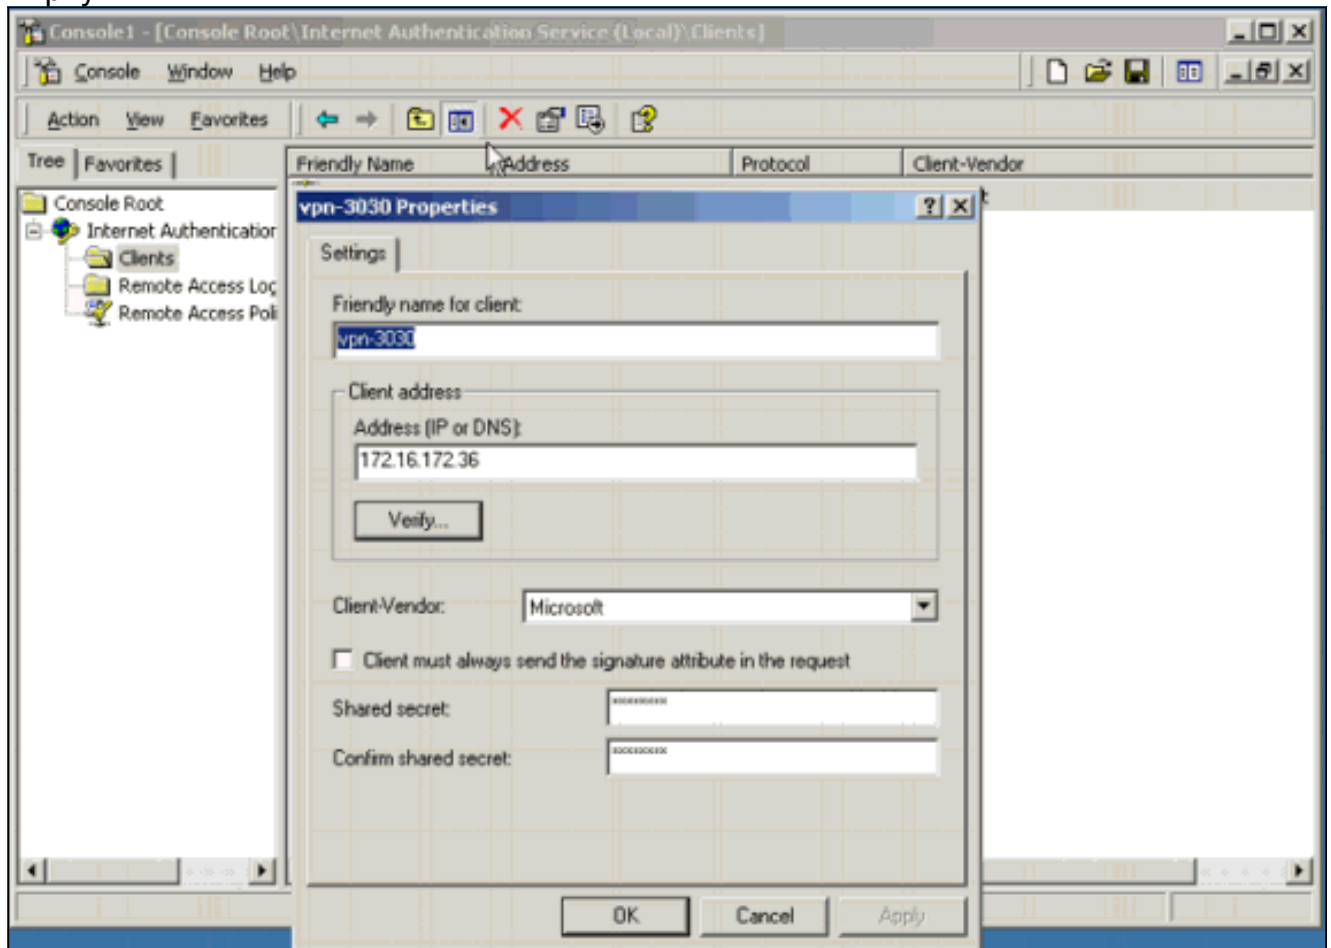 Console1 - [Console Root\Internet Authentication Service (Local)\Clients]
Console Window Help
Action View Favorites
Tree Favorites
Friendly Name Address Protocol Client-Vendor
Console Root
Internet Authentication
Clients
Remote Access Log
Remote Access Poli
vpn-3030 Properties
Settings
Friendly name for client:
vpn-3030
Client address
Address (IP or DNS):
172.16.172.36
Verify...
Client-Vendor: Microsoft
Client must always send the signature attribute in the request
Shared secret: xxxxxxxxx
Confirm shared secret: xxxxxxxxx
OK Cancel Apply